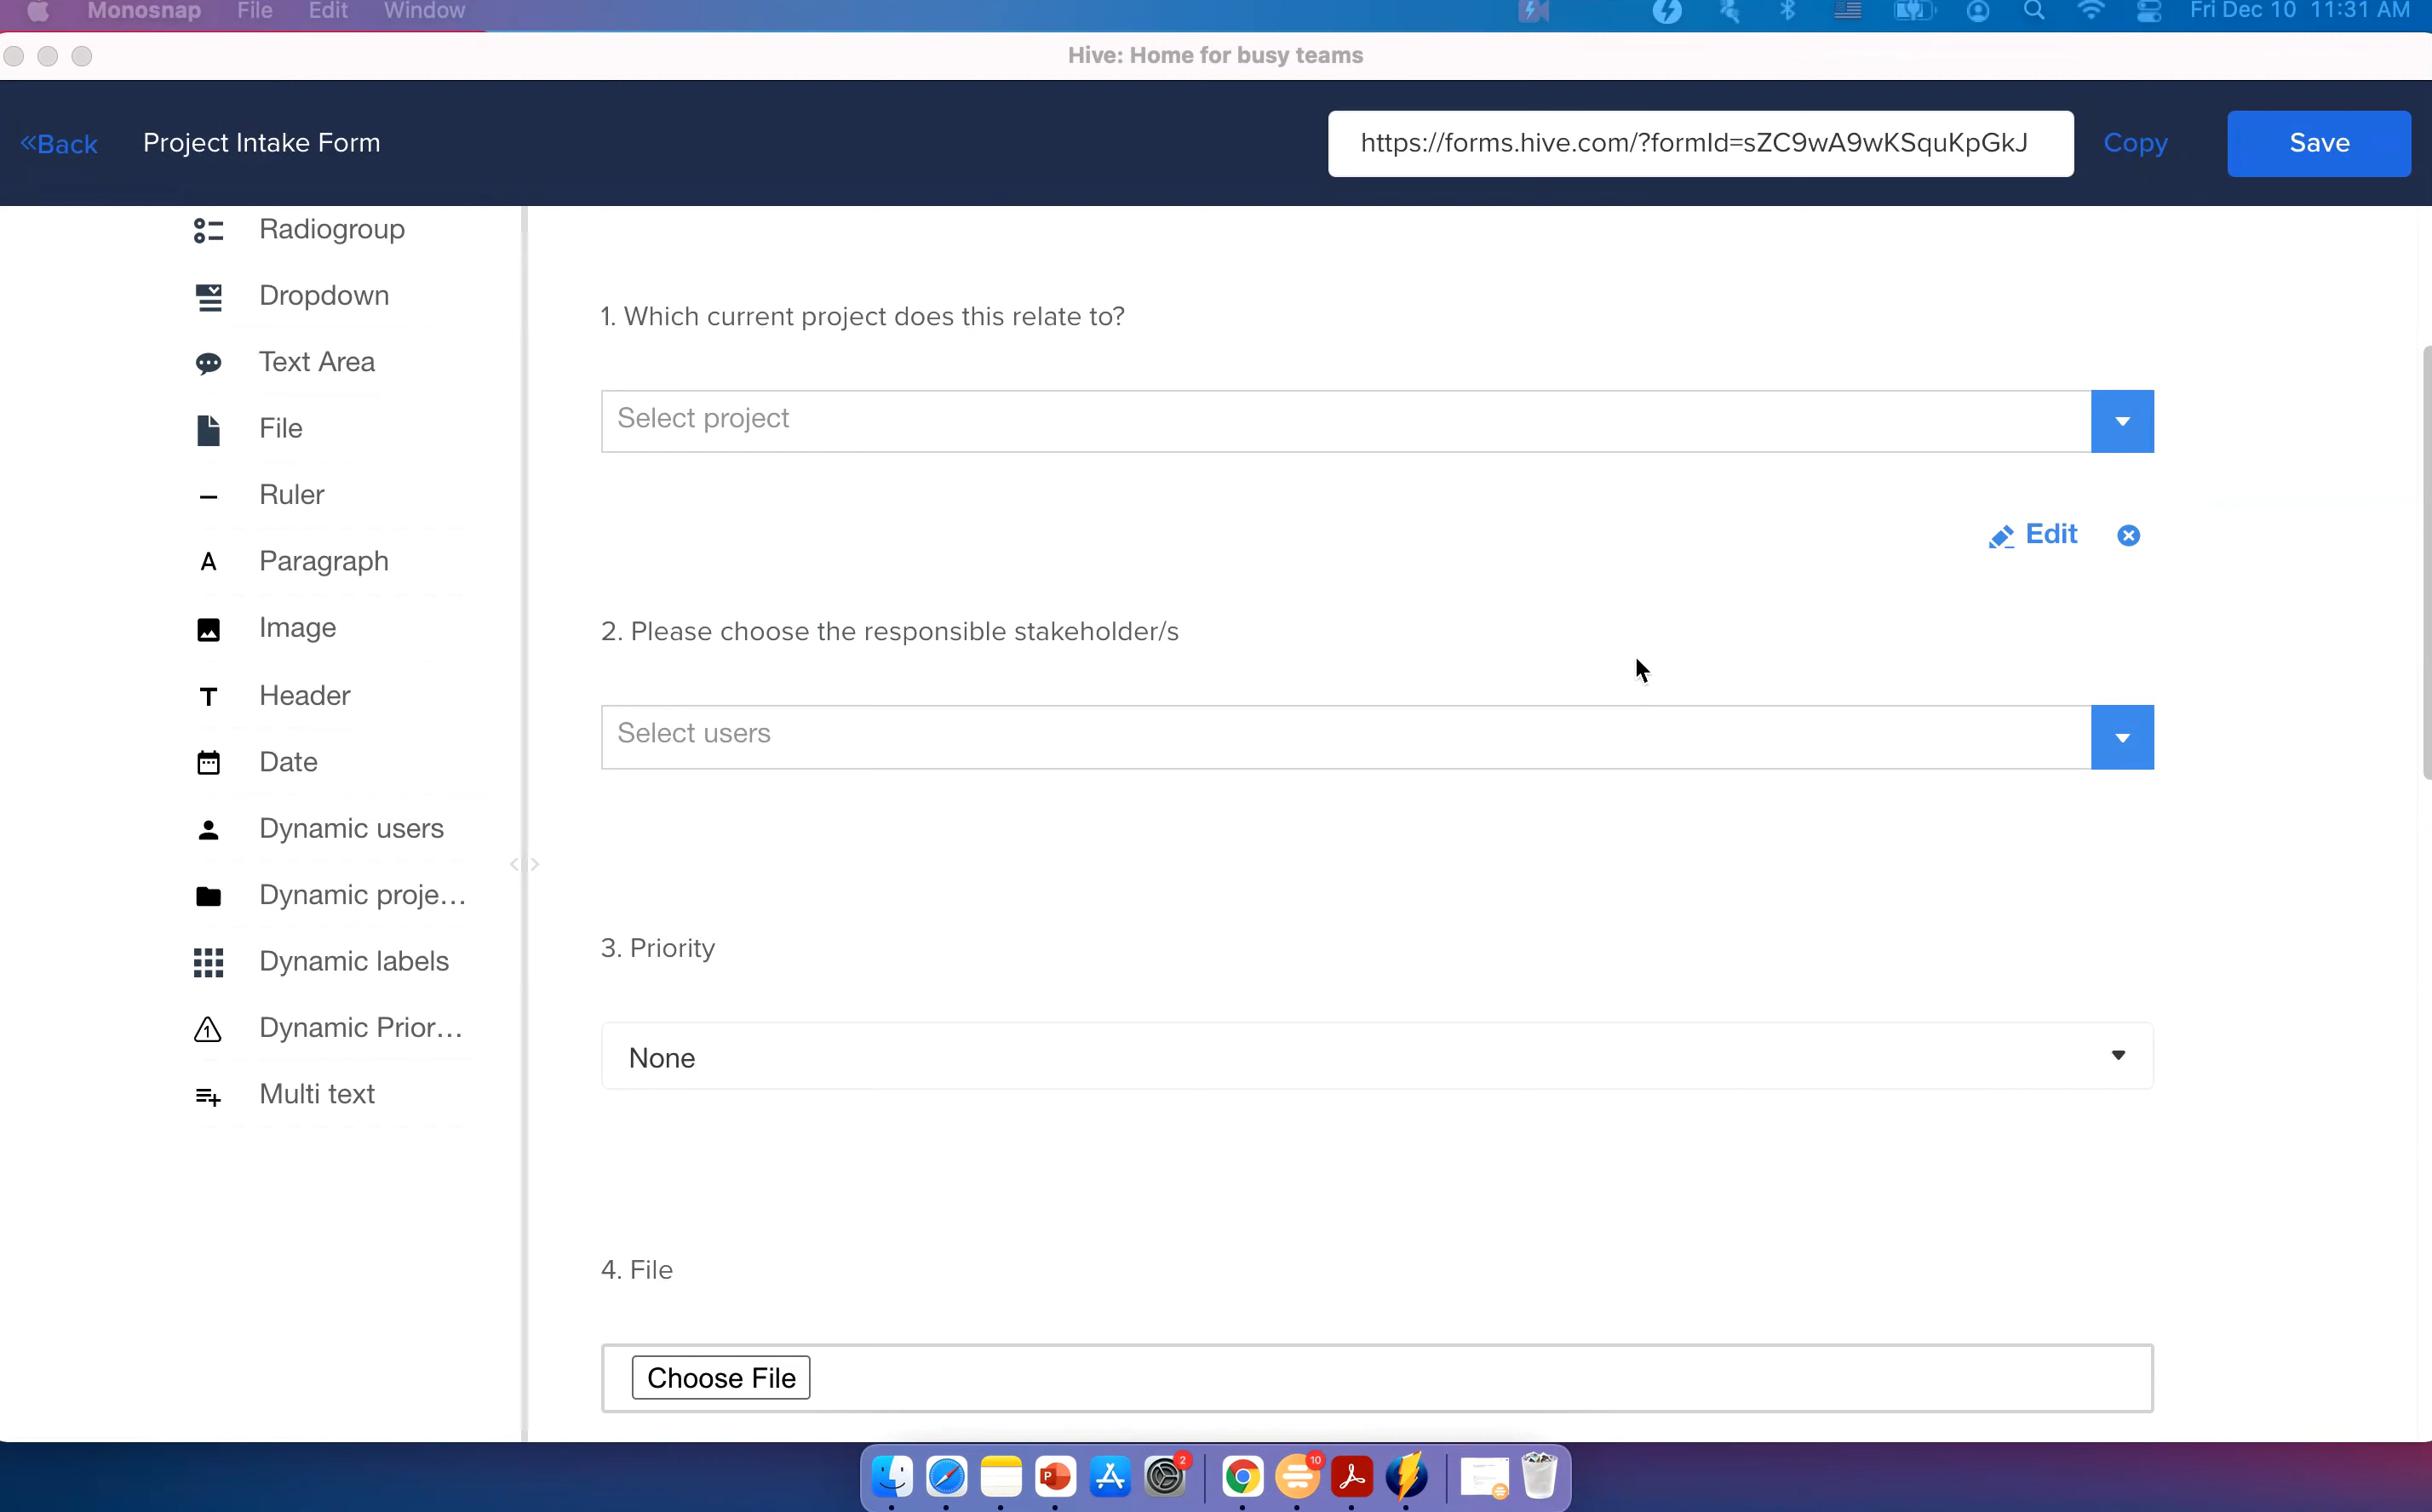 Monosnap File Edit Window Fri Dec 10 11:31 AM
Hive: Home for busy teams
«Back Project Intake Form https://forms.hive.com/?formId=sZC9wA9wKSquKpGkJ Copy Save
Radiogroup
Dropdown
Text Area
File
Ruler
A Paragraph
Image
T Header
Date
Dynamic users
Dynamic proje...
Dynamic labels
1 Dynamic Prior...
Multi text
1. Which current project does this relate to?
Select project
Edit
2. Please choose the responsible stakeholder/s
Select users
3. Priority
None
4. File
Choose File
P 2 10